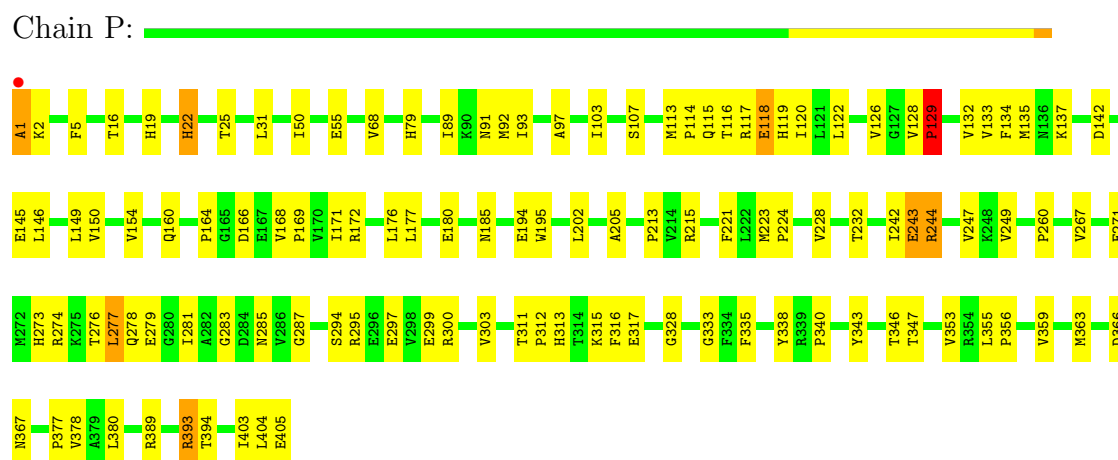 Chain P:
A1 K2 F5 T16 H19 H22 T25 L31 I50 E55 V68 H79 I89 K90 N91 M92 I93 A97 I103 S107 M113 P114 Q115 T116 R117 E118 H119 I120 L121 L122 V126 G127 V128 P129 V132 V133 F134 M135 N136 K137 D142
E145 L146 L149 V150 V154 Q160 P164 G165 D166 E167 V168 P169 V170 I171 R172 L176 L177 E180 N185 E194 W195 L202 A205 P213 V214 R215 F221 L222 M223 P224 V228 T232 I242 E243 R244 V247 K248 V249 P260 V267
M272 H273 R274 K275 T276 L277 Q278 E279 G280 I281 A282 G283 D284 N285 V286 G287 S294 R295 E296 E297 V298 E299 R300 V303 T311 P312 H313 T314 K315 F316 E317 G328 G333 F334 F335 Y338 R339 P340 Y343 T346 T347 V353 R354 L355 P356 V359 M363 D366
N367 P377 V378 A379 L380 R389 R393 T394 I403 L404 E405